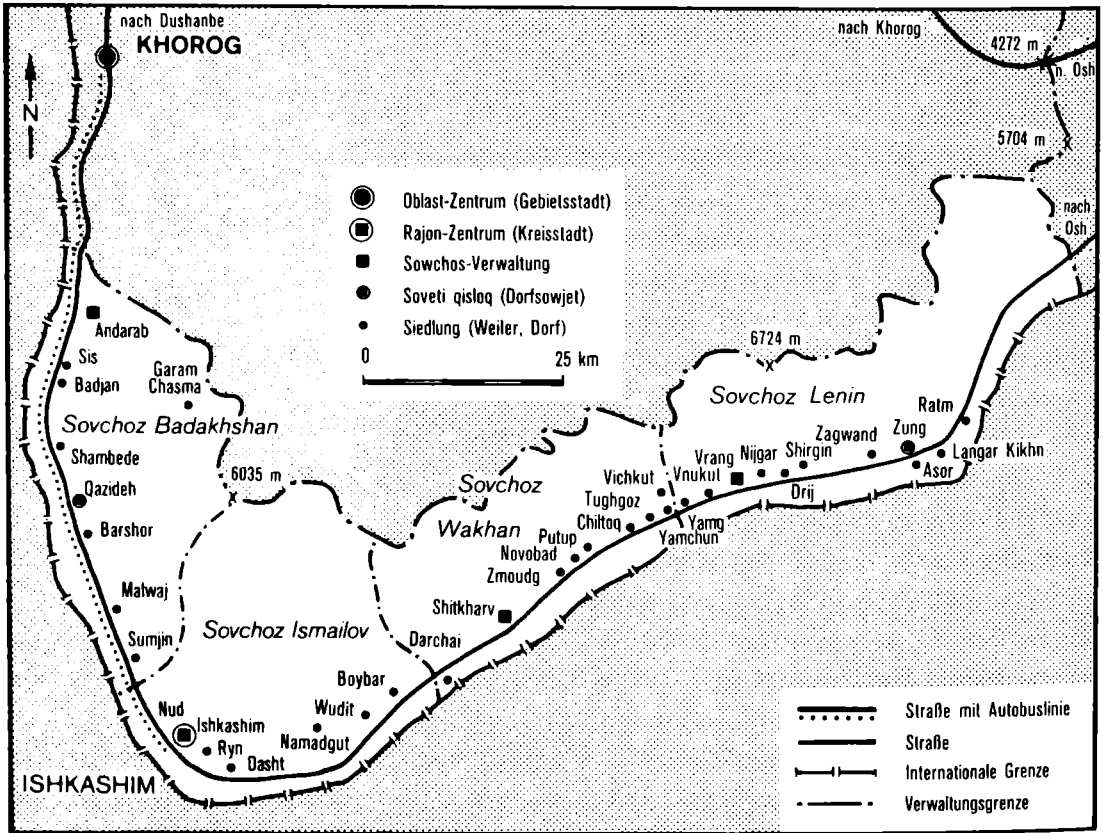 nach Dushanbe
KHOROG
N
nach Khorog
4272 m
n. Osh
5704 m
nach
Osh
Oblast-Zentrum (Gebietsstadt)
Rajon-Zentrum (Kreisstadt)
Sowchos-Verwaltung
Soveti qisloq (Dorfsowjet)
Siedlung (Weiler, Dorf)
0 25 km
Andarab
Sis
Badjan
Garam
Chasma
Sovchoz Badakhshan
Shambede
6035 m
Qazideh
Barshor
Malwaj
Sumjin
6724 m
Sovchoz Lenin
Ratm
Zung
Zagwand
Langar Kikhn
Asor
Shirgin
Nijgar
Vrang
Drij
Vnukul
Vichkut
Yamg
Tughgoz
Yamchun
Chiltoq
Sovchoz
Wakhan
Putup
Novobad
Zmoudg
Shitkharv
Darchai
Sovchoz Ismailov
Boybar
Wudit
Namadgut
Nud
Ishkashim
Ryn
Dasht
ISHKASHIM
Straße mit Autobuslinie
Straße
Internationale Grenze
Verwaltungsgrenze